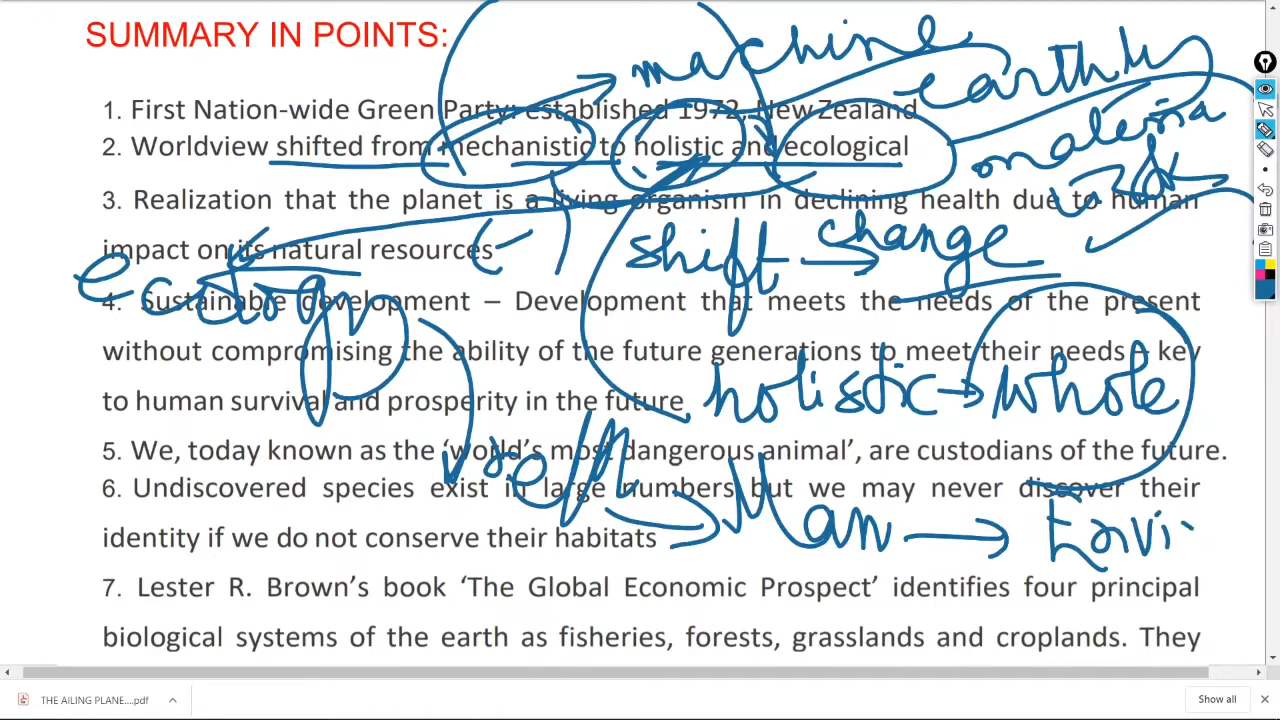 SUMMARY IN POINTS:
machine
earthly
1. First Nation-wide Green Party: established 1972, New Zealand
2. Worldview shifted from mechanistic to holistic and ecological
3. Realization that the planet is a living organism in declining health due to human
impact on its natural resources (-)
shift → change
ecology
4. Sustainable development – Development that meets the needs of the present
without compromising the ability of the future generations to meet their needs – key
to human survival and prosperity in the future
holistic → whole
5. We, today known as the ‘world’s most dangerous animal’, are custodians of the future.
6. Undiscovered species exist in large numbers but we may never discover their
identity if we do not conserve their habitats
Man → Envi
7. Lester R. Brown’s book ‘The Global Economic Prospect’ identifies four principal
biological systems of the earth as fisheries, forests, grasslands and croplands. They
THE AILING PLANE....pdf
Show all